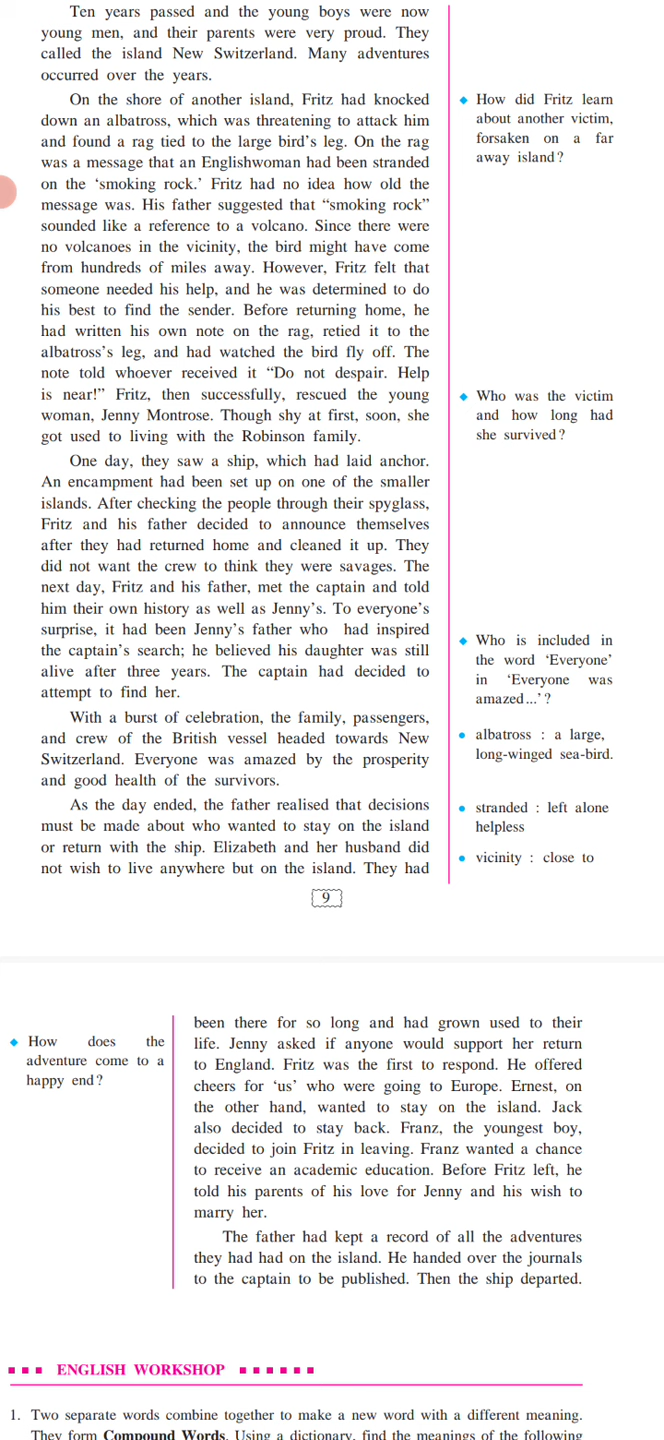 Ten years passed and the young boys were now
young men, and their parents were very proud. They
called the island New Switzerland. Many adventures
occurred over the years.
On the shore of another island, Fritz had knocked
down an albatross, which was threatening to attack him
and found a rag tied to the large bird's leg. On the rag
was a message that an Englishwoman had been stranded
on the 'smoking rock.' Fritz had no idea how old the
message was. His father suggested that "smoking rock"
sounded like a reference to a volcano. Since there were
no volcanoes in the vicinity, the bird might have come
from hundreds of miles away. However, Fritz felt that
someone needed his help, and he was determined to do
his best to find the sender. Before returning home, he
had written his own note on the rag, retied it to the
albatross's leg, and had watched the bird fly off. The
note told whoever received it "Do not despair. Help
is near!" Fritz, then successfully, rescued the young
woman, Jenny Montrose. Though shy at first, soon, she
got used to living with the Robinson family.
One day, they saw a ship, which had laid anchor.
An encampment had been set up on one of the smaller
islands. After checking the people through their spyglass,
Fritz and his father decided to announce themselves
after they had returned home and cleaned it up. They
did not want the crew to think they were savages. The
next day, Fritz and his father, met the captain and told
him their own history as well as Jenny's. To everyone's
surprise, it had been Jenny's father who had inspired
the captain's search; he believed his daughter was still
alive after three years. The captain had decided to
attempt to find her.
With a burst of celebration, the family, passengers,
and crew of the British vessel headed towards New
Switzerland. Everyone was amazed by the prosperity
and good health of the survivors.
As the day ended, the father realised that decisions
must be made about who wanted to stay on the island
or return with the ship. Elizabeth and her husband did
not wish to live anywhere but on the island. They had
◆ How did Fritz learn
about another victim,
forsaken on a far
away island?
◆ Who was the victim
and how long had
she survived?
◆ Who is included in
the word 'Everyone'
in 'Everyone was
amazed...'?
• albatross : a large,
long-winged sea-bird.
• stranded : left alone
helpless
• vicinity : close to
9
◆ How does the
adventure come to a
happy end?
been there for so long and had grown used to their
life. Jenny asked if anyone would support her return
to England. Fritz was the first to respond. He offered
cheers for 'us' who were going to Europe. Ernest, on
the other hand, wanted to stay on the island. Jack
also decided to stay back. Franz, the youngest boy,
decided to join Fritz in leaving. Franz wanted a chance
to receive an academic education. Before Fritz left, he
told his parents of his love for Jenny and his wish to
marry her.
The father had kept a record of all the adventures
they had had on the island. He handed over the journals
to the captain to be published. Then the ship departed.
ENGLISH WORKSHOP
1. Two separate words combine together to make a new word with a different meaning.
They form Compound Words. Using a dictionary, find the meanings of the following